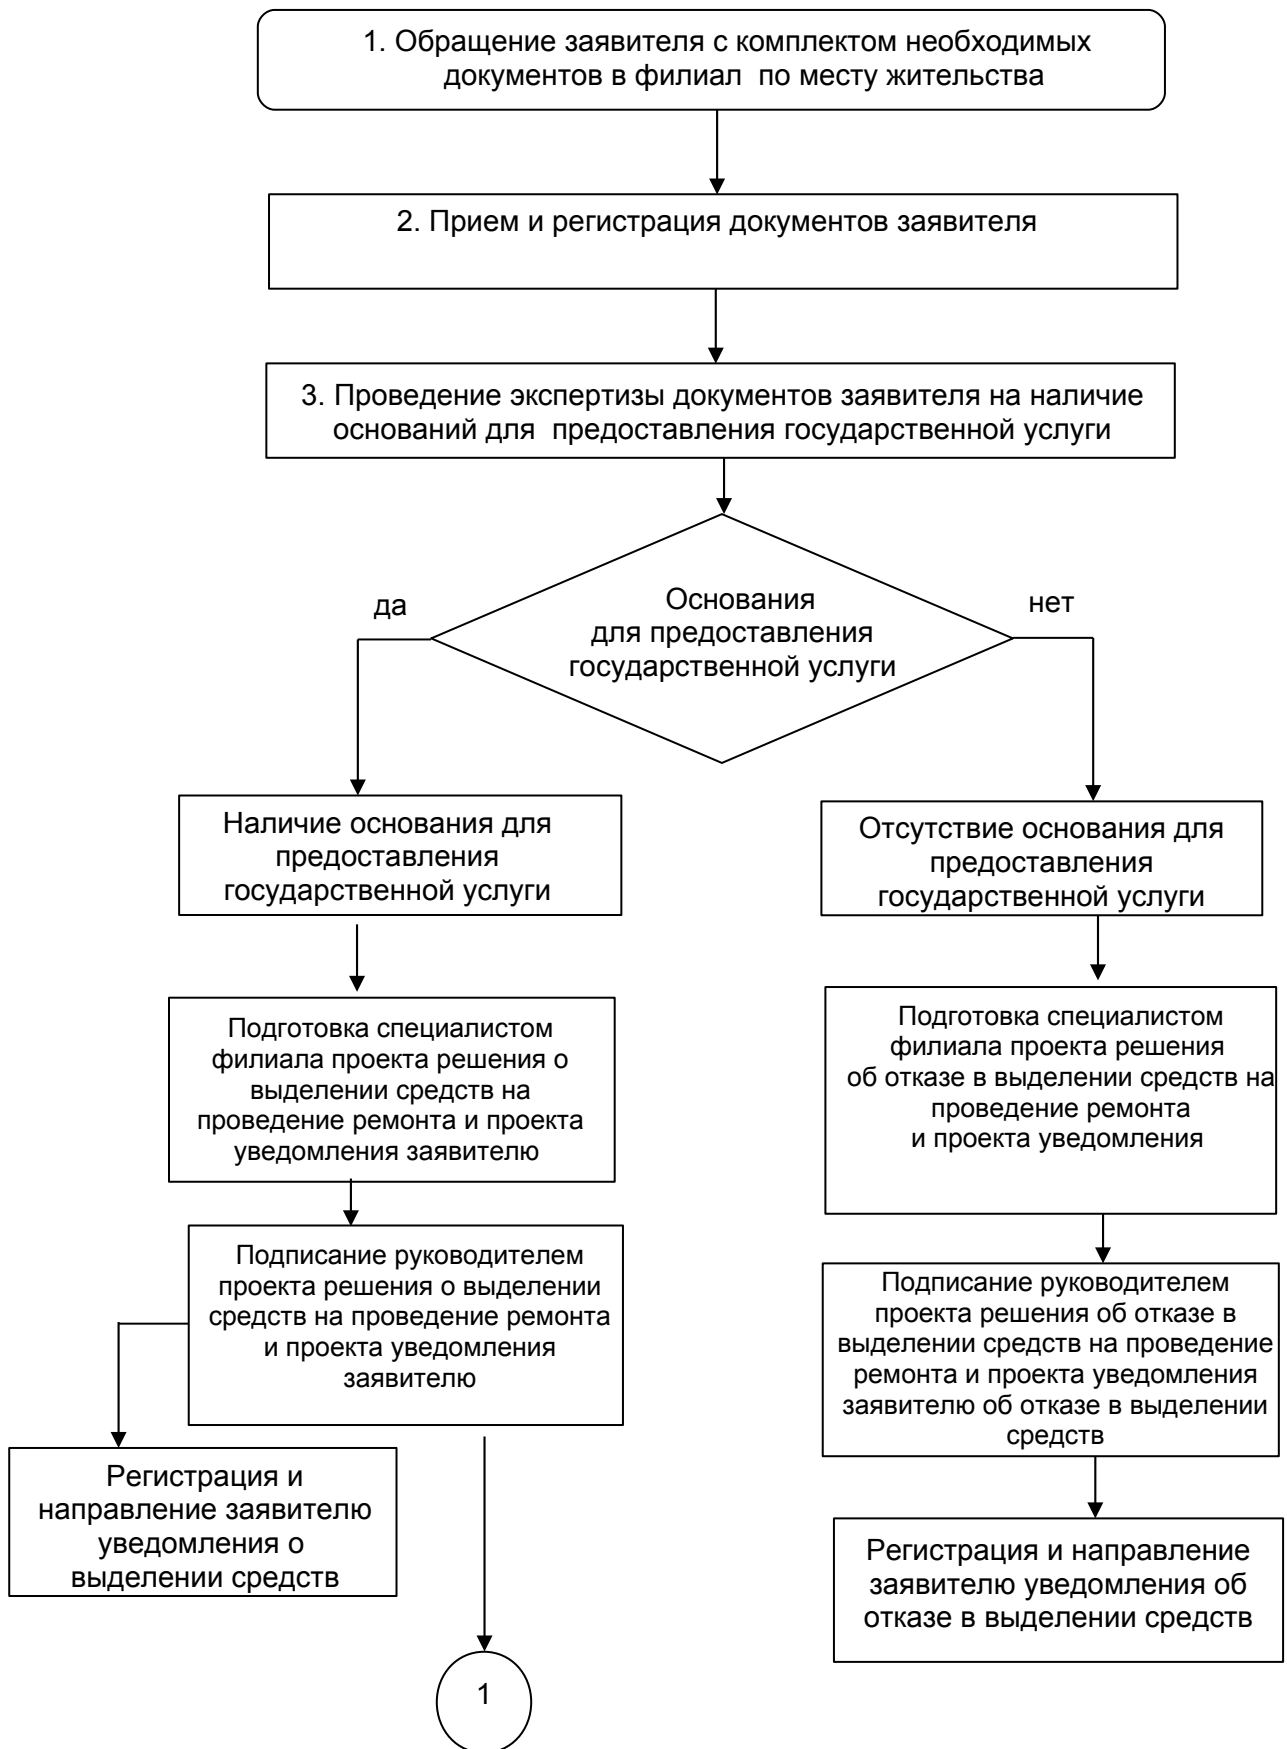 1. Обращение заявителя с комплектом необходимых
документов в филиал по месту жительства
2. Прием и регистрация документов заявителя
3. Проведение экспертизы документов заявителя на наличие
оснований для предоставления государственной услуги
да
Основания
для предоставления
государственной услуги
нет
Наличие основания для
предоставления
государственной услуги
Подготовка специалистом
филиала проекта решения о
выделении средств на
проведение ремонта и проекта
уведомления заявителю
Подписание руководителем
проекта решения о выделении
средств на проведение ремонта
и проекта уведомления
заявителю
Регистрация и
направление заявителю
уведомления о
выделении средств
1
Отсутствие основания для
предоставления
государственной услуги
Подготовка специалистом
филиала проекта решения
об отказе в выделении средств на
проведение ремонта
и проекта уведомления
Подписание руководителем
проекта решения об отказе в
выделении средств на проведение
ремонта и проекта уведомления
заявителю об отказе в выделении
средств
Регистрация и направление
заявителю уведомления об
отказе в выделении средств